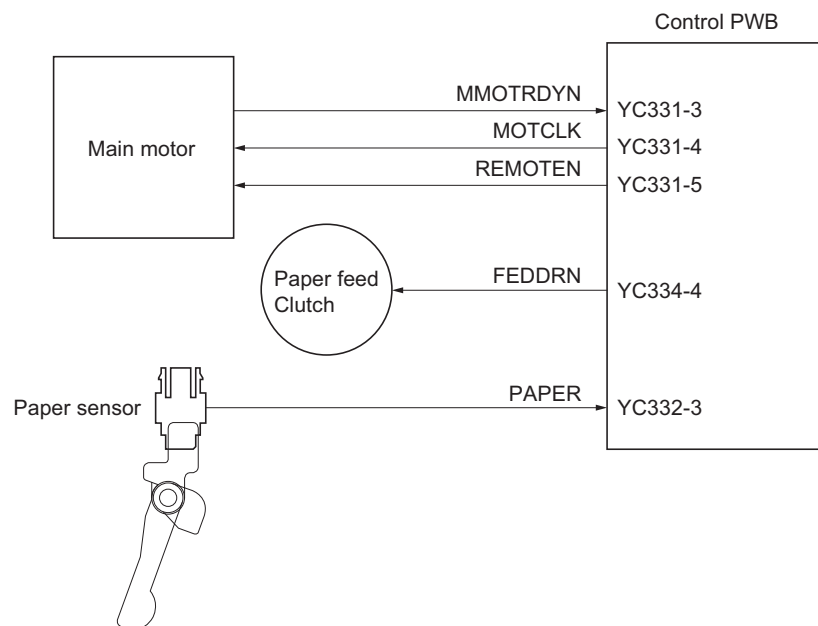 Control PWB
MMOTRDYN
YC331-3
Main motor
MOTCLK
YC331-4
REMOTEN
YC331-5
Paper feed
Clutch
FEDDRN
YC334-4
Paper sensor
PAPER
YC332-3